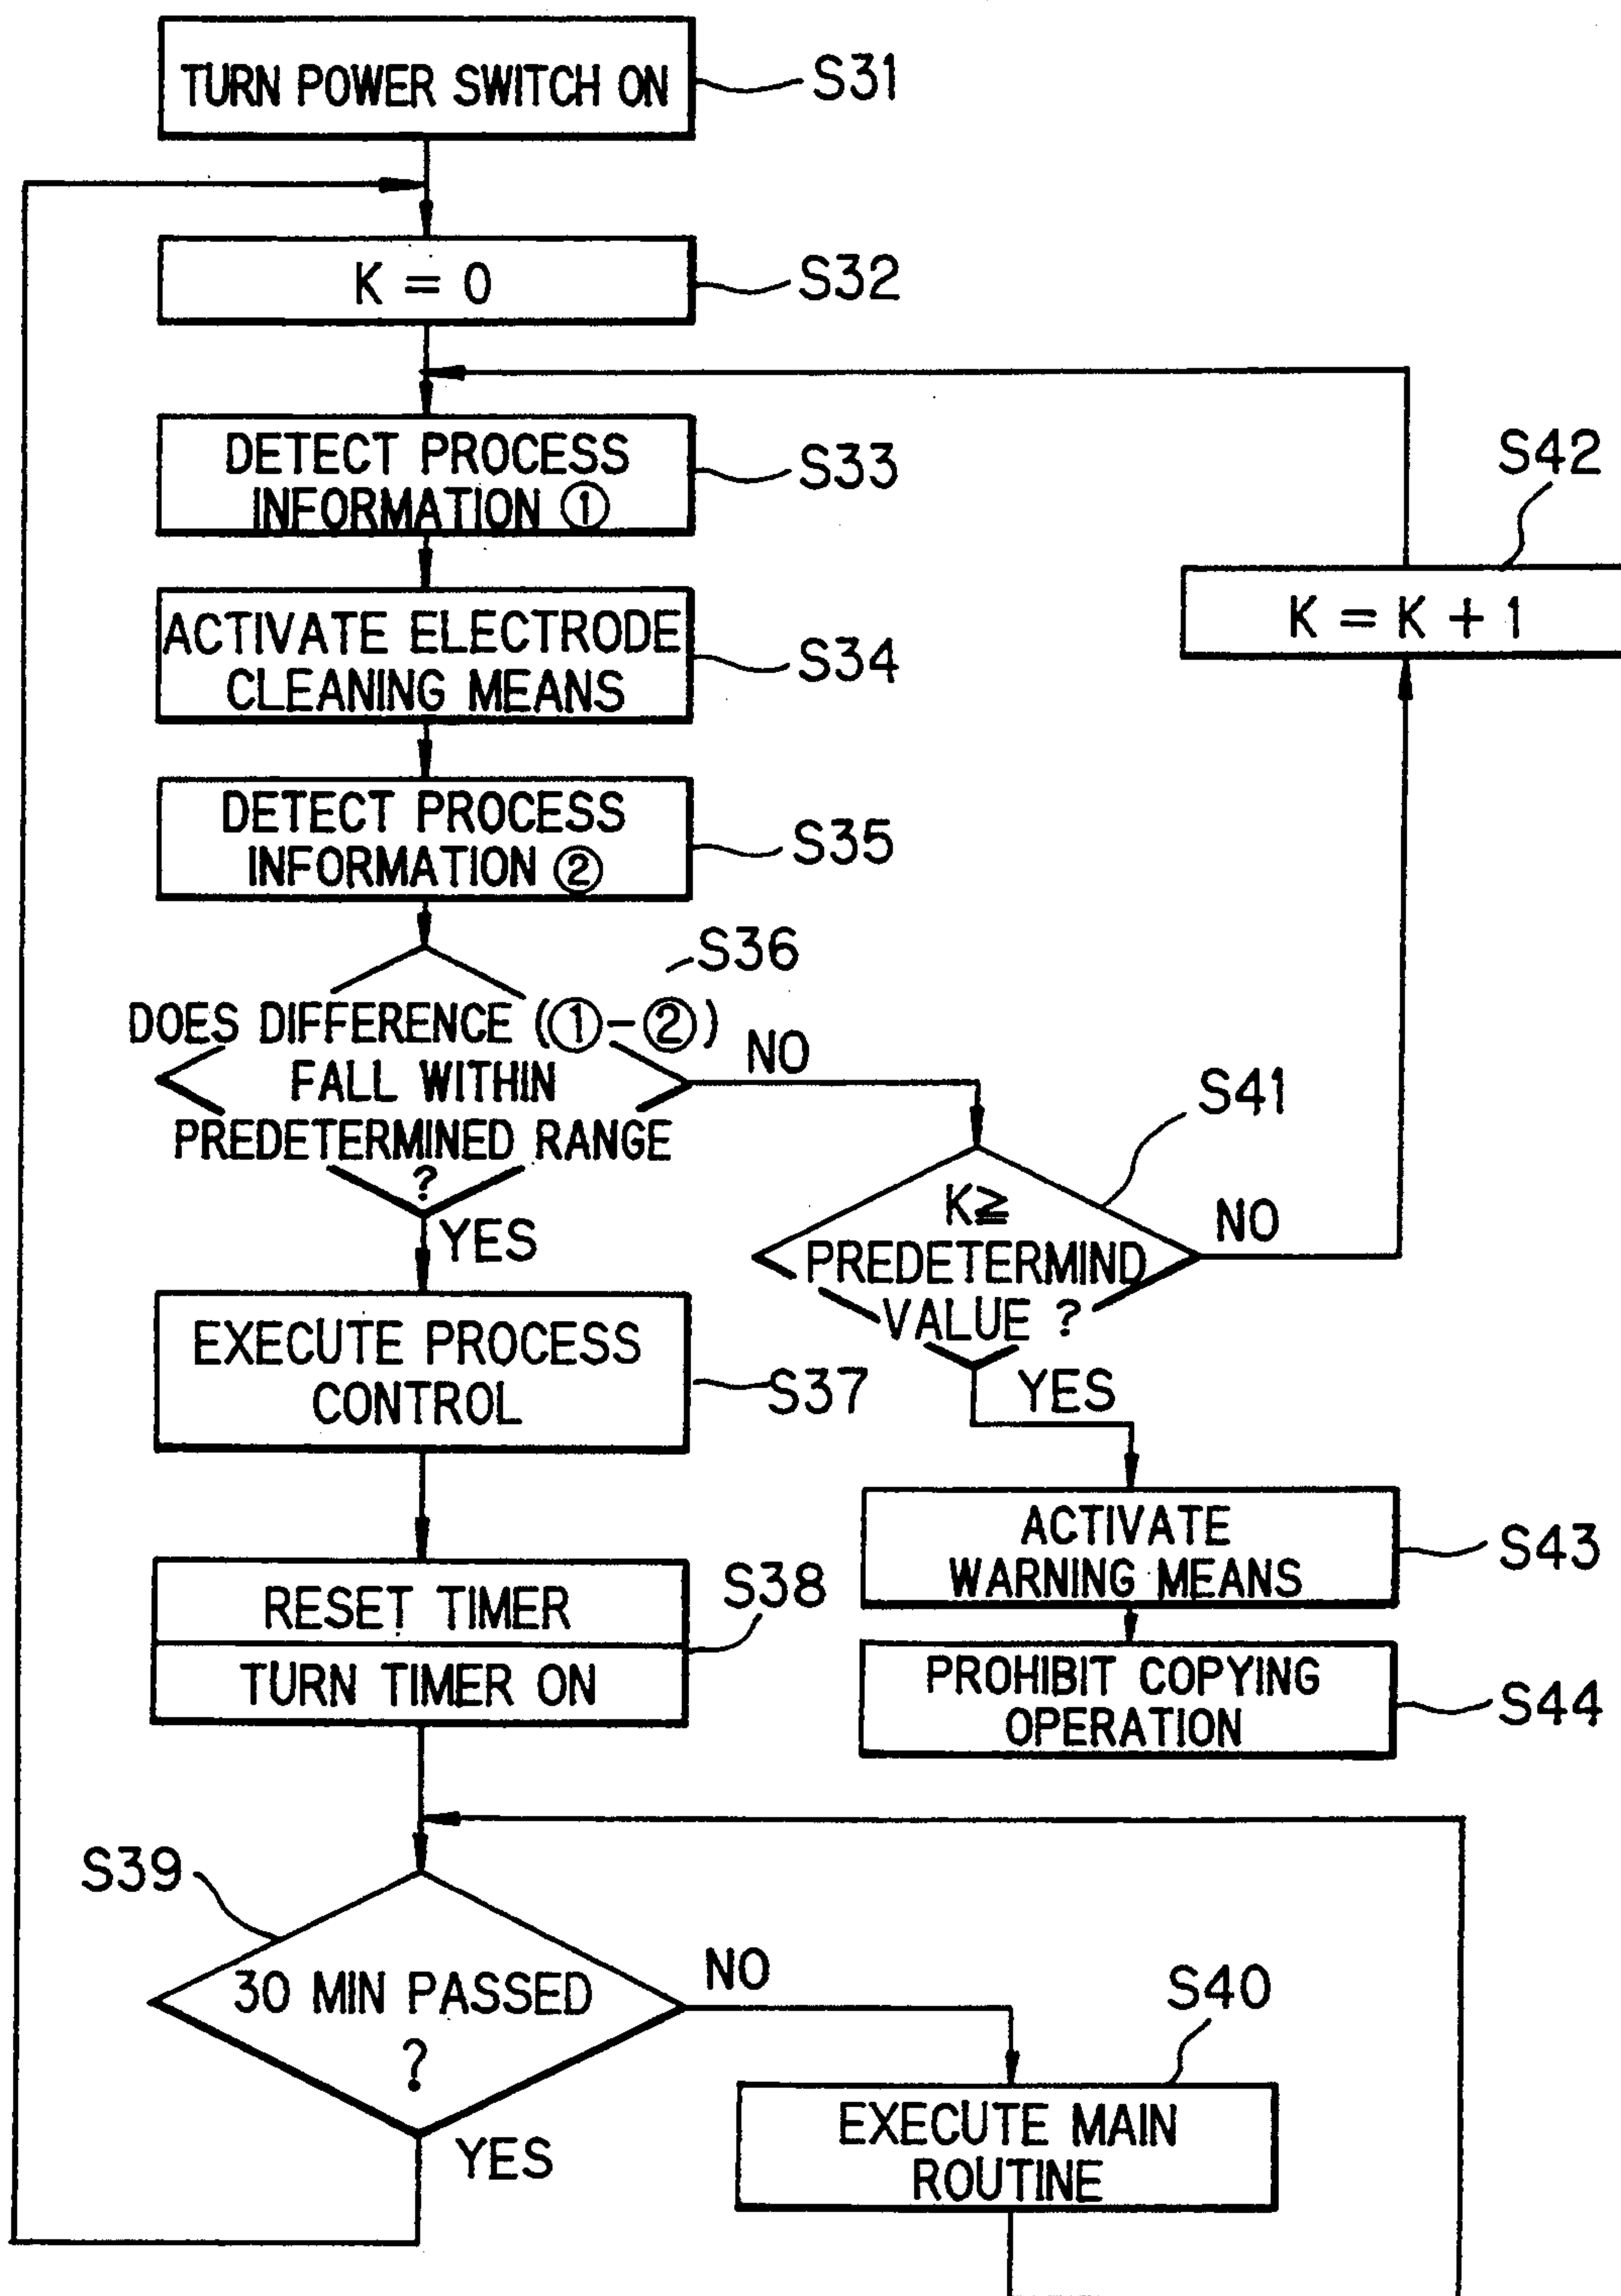 TURN POWER SWITCH ON
S31
K = 0
S32
DETECT PROCESS
INFORMATION ①
S33
S42
K = K + 1
ACTIVATE ELECTRODE
CLEANING MEANS
S34
DETECT PROCESS
INFORMATION ②
S35
S36
DOES DIFFERENCE (①-②)
FALL WITHIN
PREDETERMINED RANGE
?
NO
YES
S41
K≧
PREDETERMIND
VALUE ?
NO
YES
EXECUTE PROCESS
CONTROL
S37
ACTIVATE
WARNING MEANS
S43
RESET TIMER
TURN TIMER ON
S38
PROHIBIT COPYING
OPERATION
S44
S39
30 MIN PASSED
?
NO
YES
S40
EXECUTE MAIN
ROUTINE